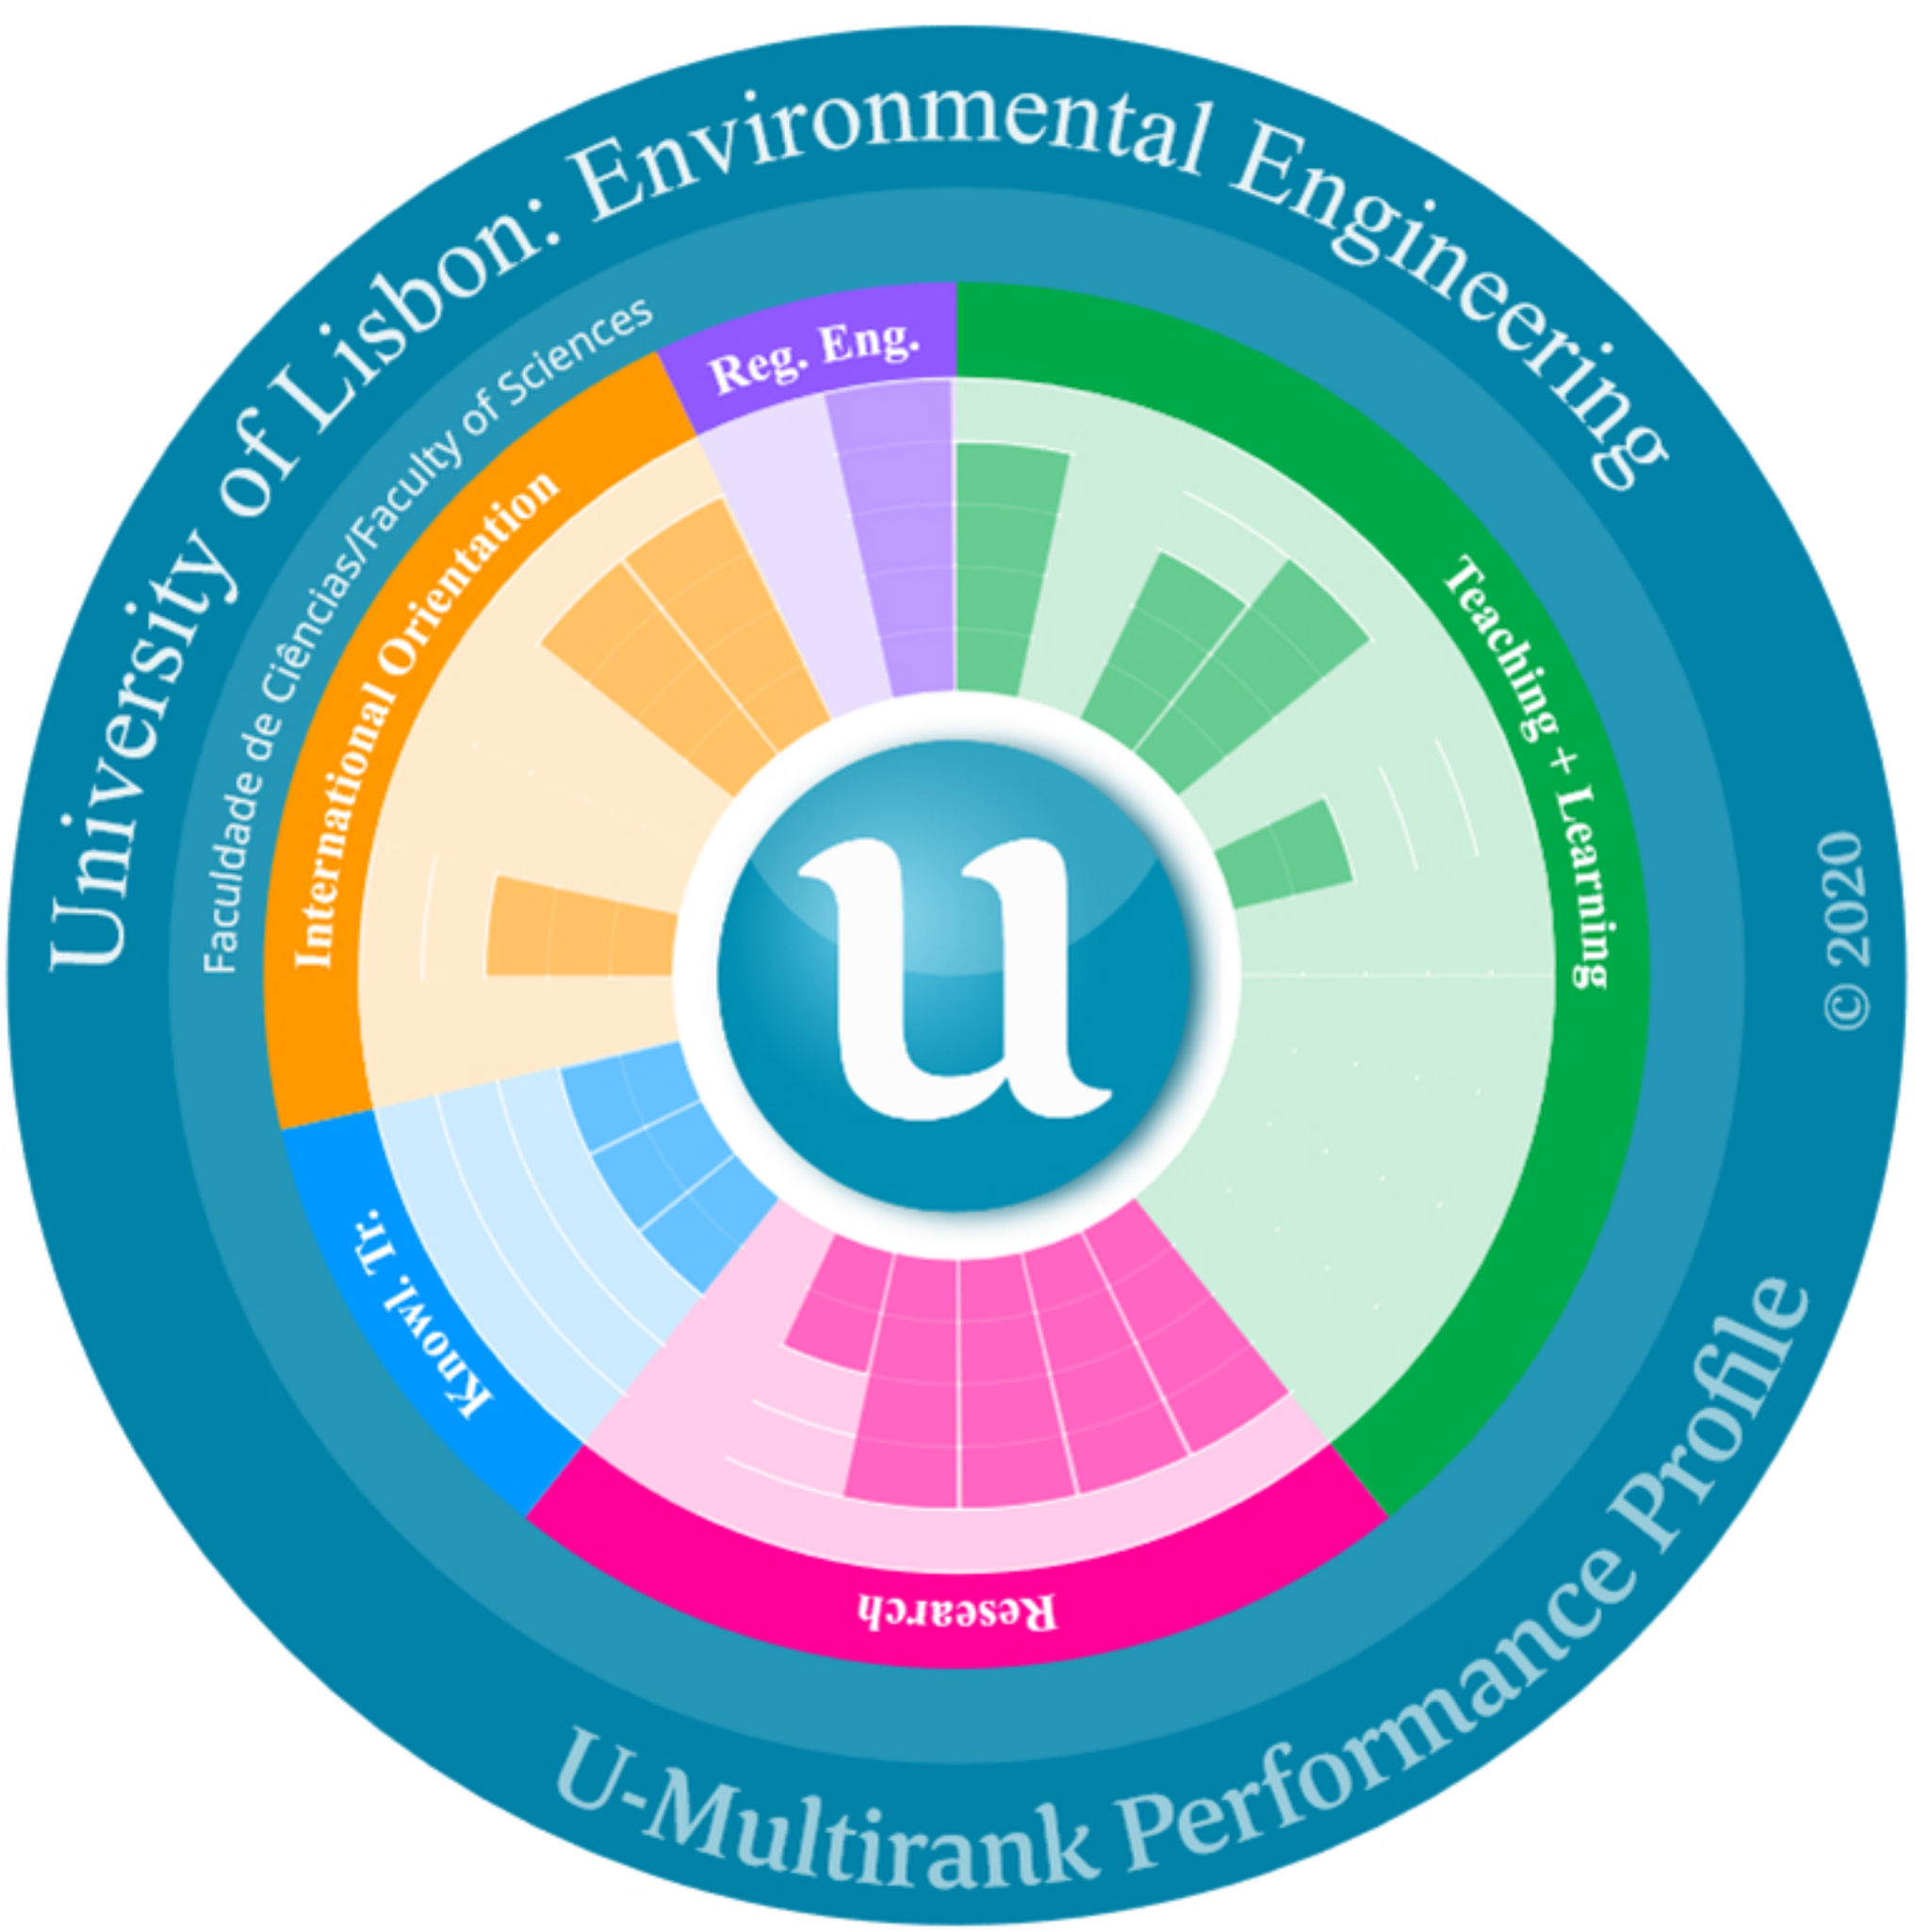 University of Lisbon: Environmental Engineering
Faculdade de Ciências/Faculty of Sciences
Reg. Eng.
Teaching + Learning
Research
Knowl. Tr.
International Orientation
u
© 2020
U-Multirank Performance Profile